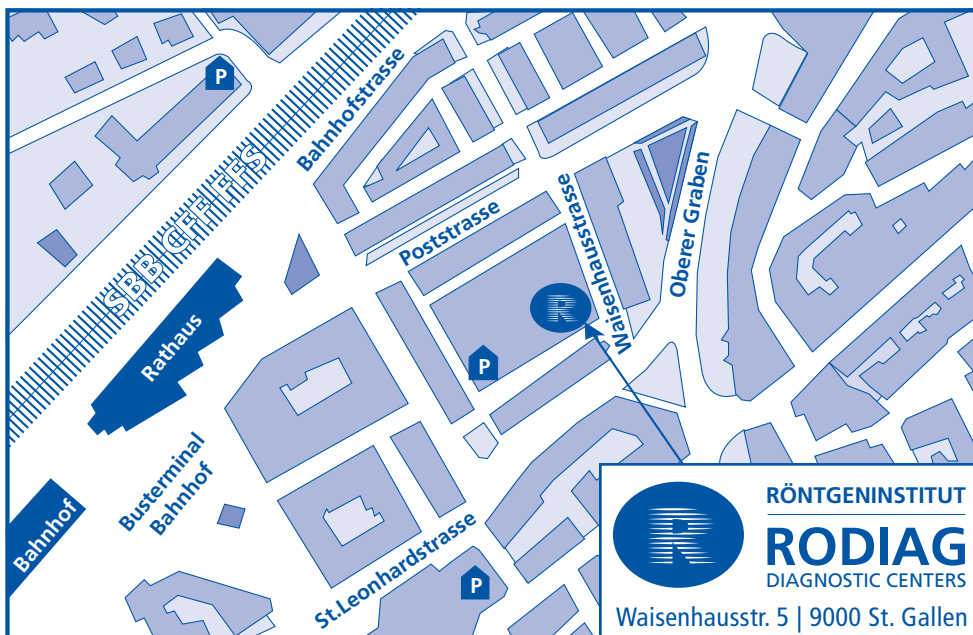 P
Bahnhofstrasse
SBB CFF FFS
Poststrasse
Waisenhausstrasse
Oberer Graben
R
Rathaus
P
Busterminal
Bahnhof
Bahnhof
St.Leonhardstrasse
P
R
RÖNTGENINSTITUT
RODIAG
DIAGNOSTIC CENTERS
Waisenhausstr. 5 | 9000 St. Gallen